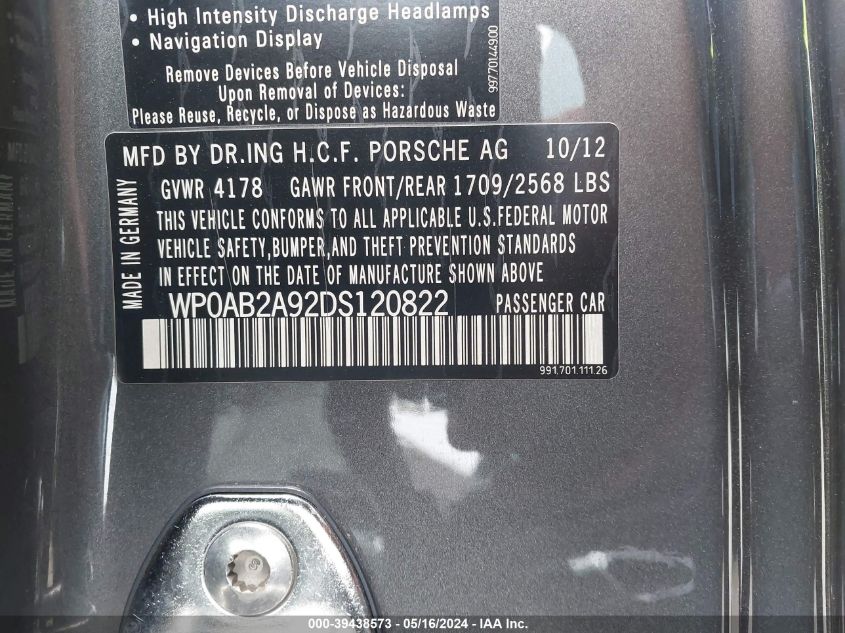 • High Intensity Discharge Headlamps
• Navigation Display
Remove Devices Before Vehicle Disposal
Upon Removal of Devices:
Please Reuse, Recycle, or Dispose as Hazardous Waste
997.701.449.00
MFD BY DR.ING H.C.F. PORSCHE AG 10/12
GVWR 4178 GAWR FRONT/REAR 1709/2568 LBS
THIS VEHICLE CONFORMS TO ALL APPLICABLE U.S.FEDERAL MOTOR
VEHICLE SAFETY,BUMPER,AND THEFT PREVENTION STANDARDS
IN EFFECT ON THE DATE OF MANUFACTURE SHOWN ABOVE
MADE IN GERMANY
WP0AB2A92DS120822 PASSENGER CAR
991.701.111.26
000-39438573 - 05/16/2024 - IAA Inc.